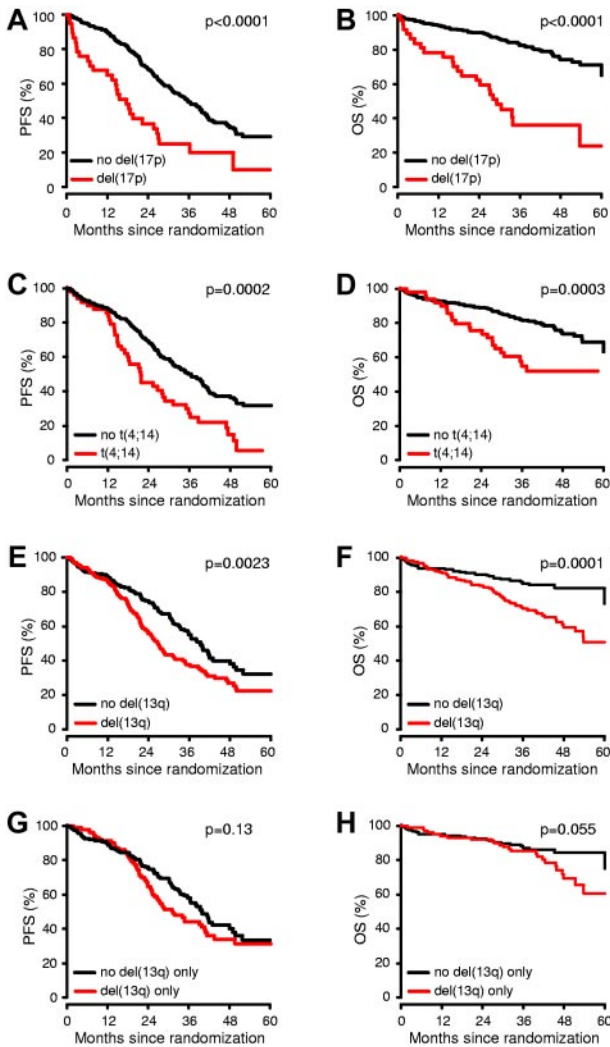 A
p<0.0001
PFS (%)
100
80
60
40
20
0
no del(17p)
del(17p)
0 12 24 36 48 60
Months since randomization
B
p<0.0001
OS (%)
100
80
60
40
20
0
no del(17p)
del(17p)
0 12 24 36 48 60
Months since randomization
C
p=0.0002
PFS (%)
100
80
60
40
20
0
no t(4;14)
t(4;14)
0 12 24 36 48 60
Months since randomization
D
p=0.0003
OS (%)
100
80
60
40
20
0
no t(4;14)
t(4;14)
0 12 24 36 48 60
Months since randomization
E
p=0.0023
PFS (%)
100
80
60
40
20
0
no del(13q)
del(13q)
0 12 24 36 48 60
Months since randomization
F
p=0.0001
OS (%)
100
80
60
40
20
0
no del(13q)
del(13q)
0 12 24 36 48 60
Months since randomization
G
p=0.13
PFS (%)
100
80
60
40
20
0
no del(13q) only
del(13q) only
0 12 24 36 48 60
Months since randomization
H
p=0.055
OS (%)
100
80
60
40
20
0
no del(13q) only
del(13q) only
0 12 24 36 48 60
Months since randomization